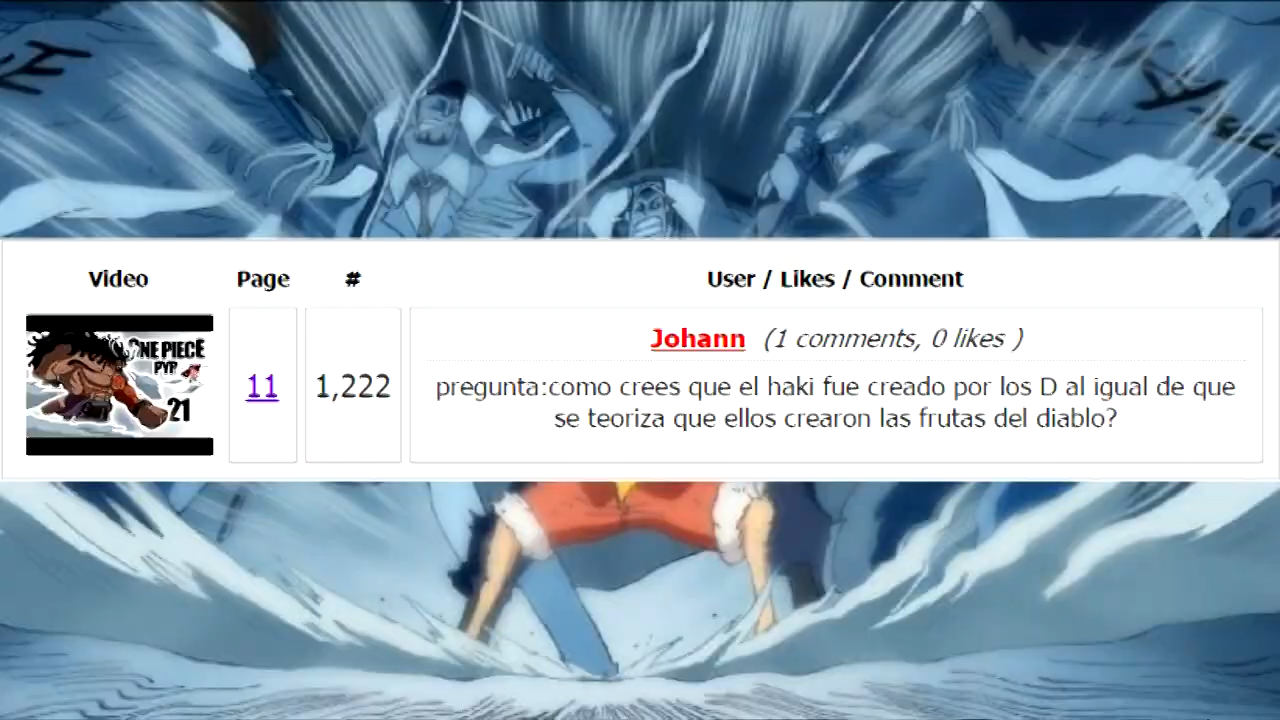 Video Page # User / Likes / Comment
Johann (1 comments, 0 likes )
ONE PIECE
PYR
21
11 1,222 pregunta:como crees que el haki fue creado por los D al igual de que
se teoriza que ellos crearon las frutas del diablo?